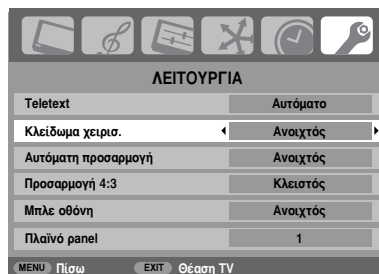 ΛΕΙΤΟΥΡΓΙΑ
Teletext Αυτόματο
Κλείδωμα χειρισ. Ανοιχτός
Αυτόματη προσαρμογή Ανοιχτός
Προσαρμογή 4:3 Κλειστός
Μπλε οθόνη Ανοιχτός
Πλαϊνό panel 1
MENU Πίσω EXIT Θέαση TV